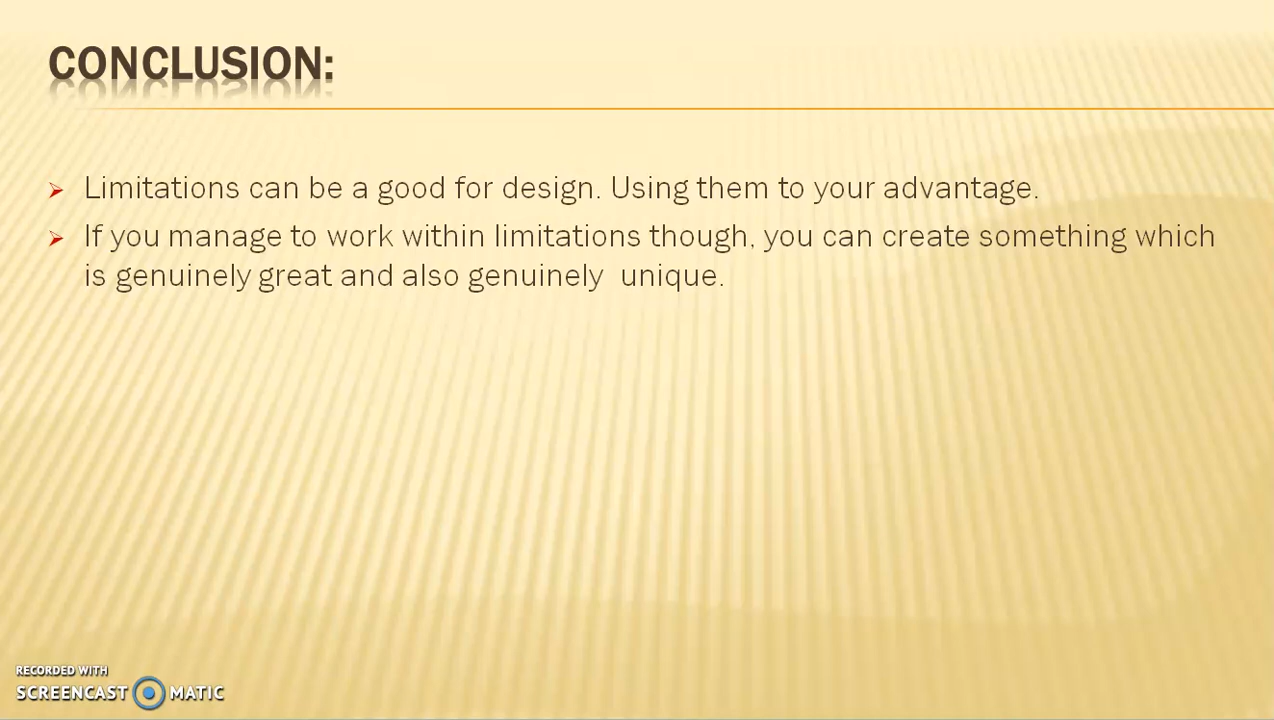 CONCLUSION:
Limitations can be a good for design. Using them to your advantage.
If you manage to work within limitations though, you can create something which
is genuinely great and also genuinely  unique.
RECORDED WITH
SCREENCAST MATIC